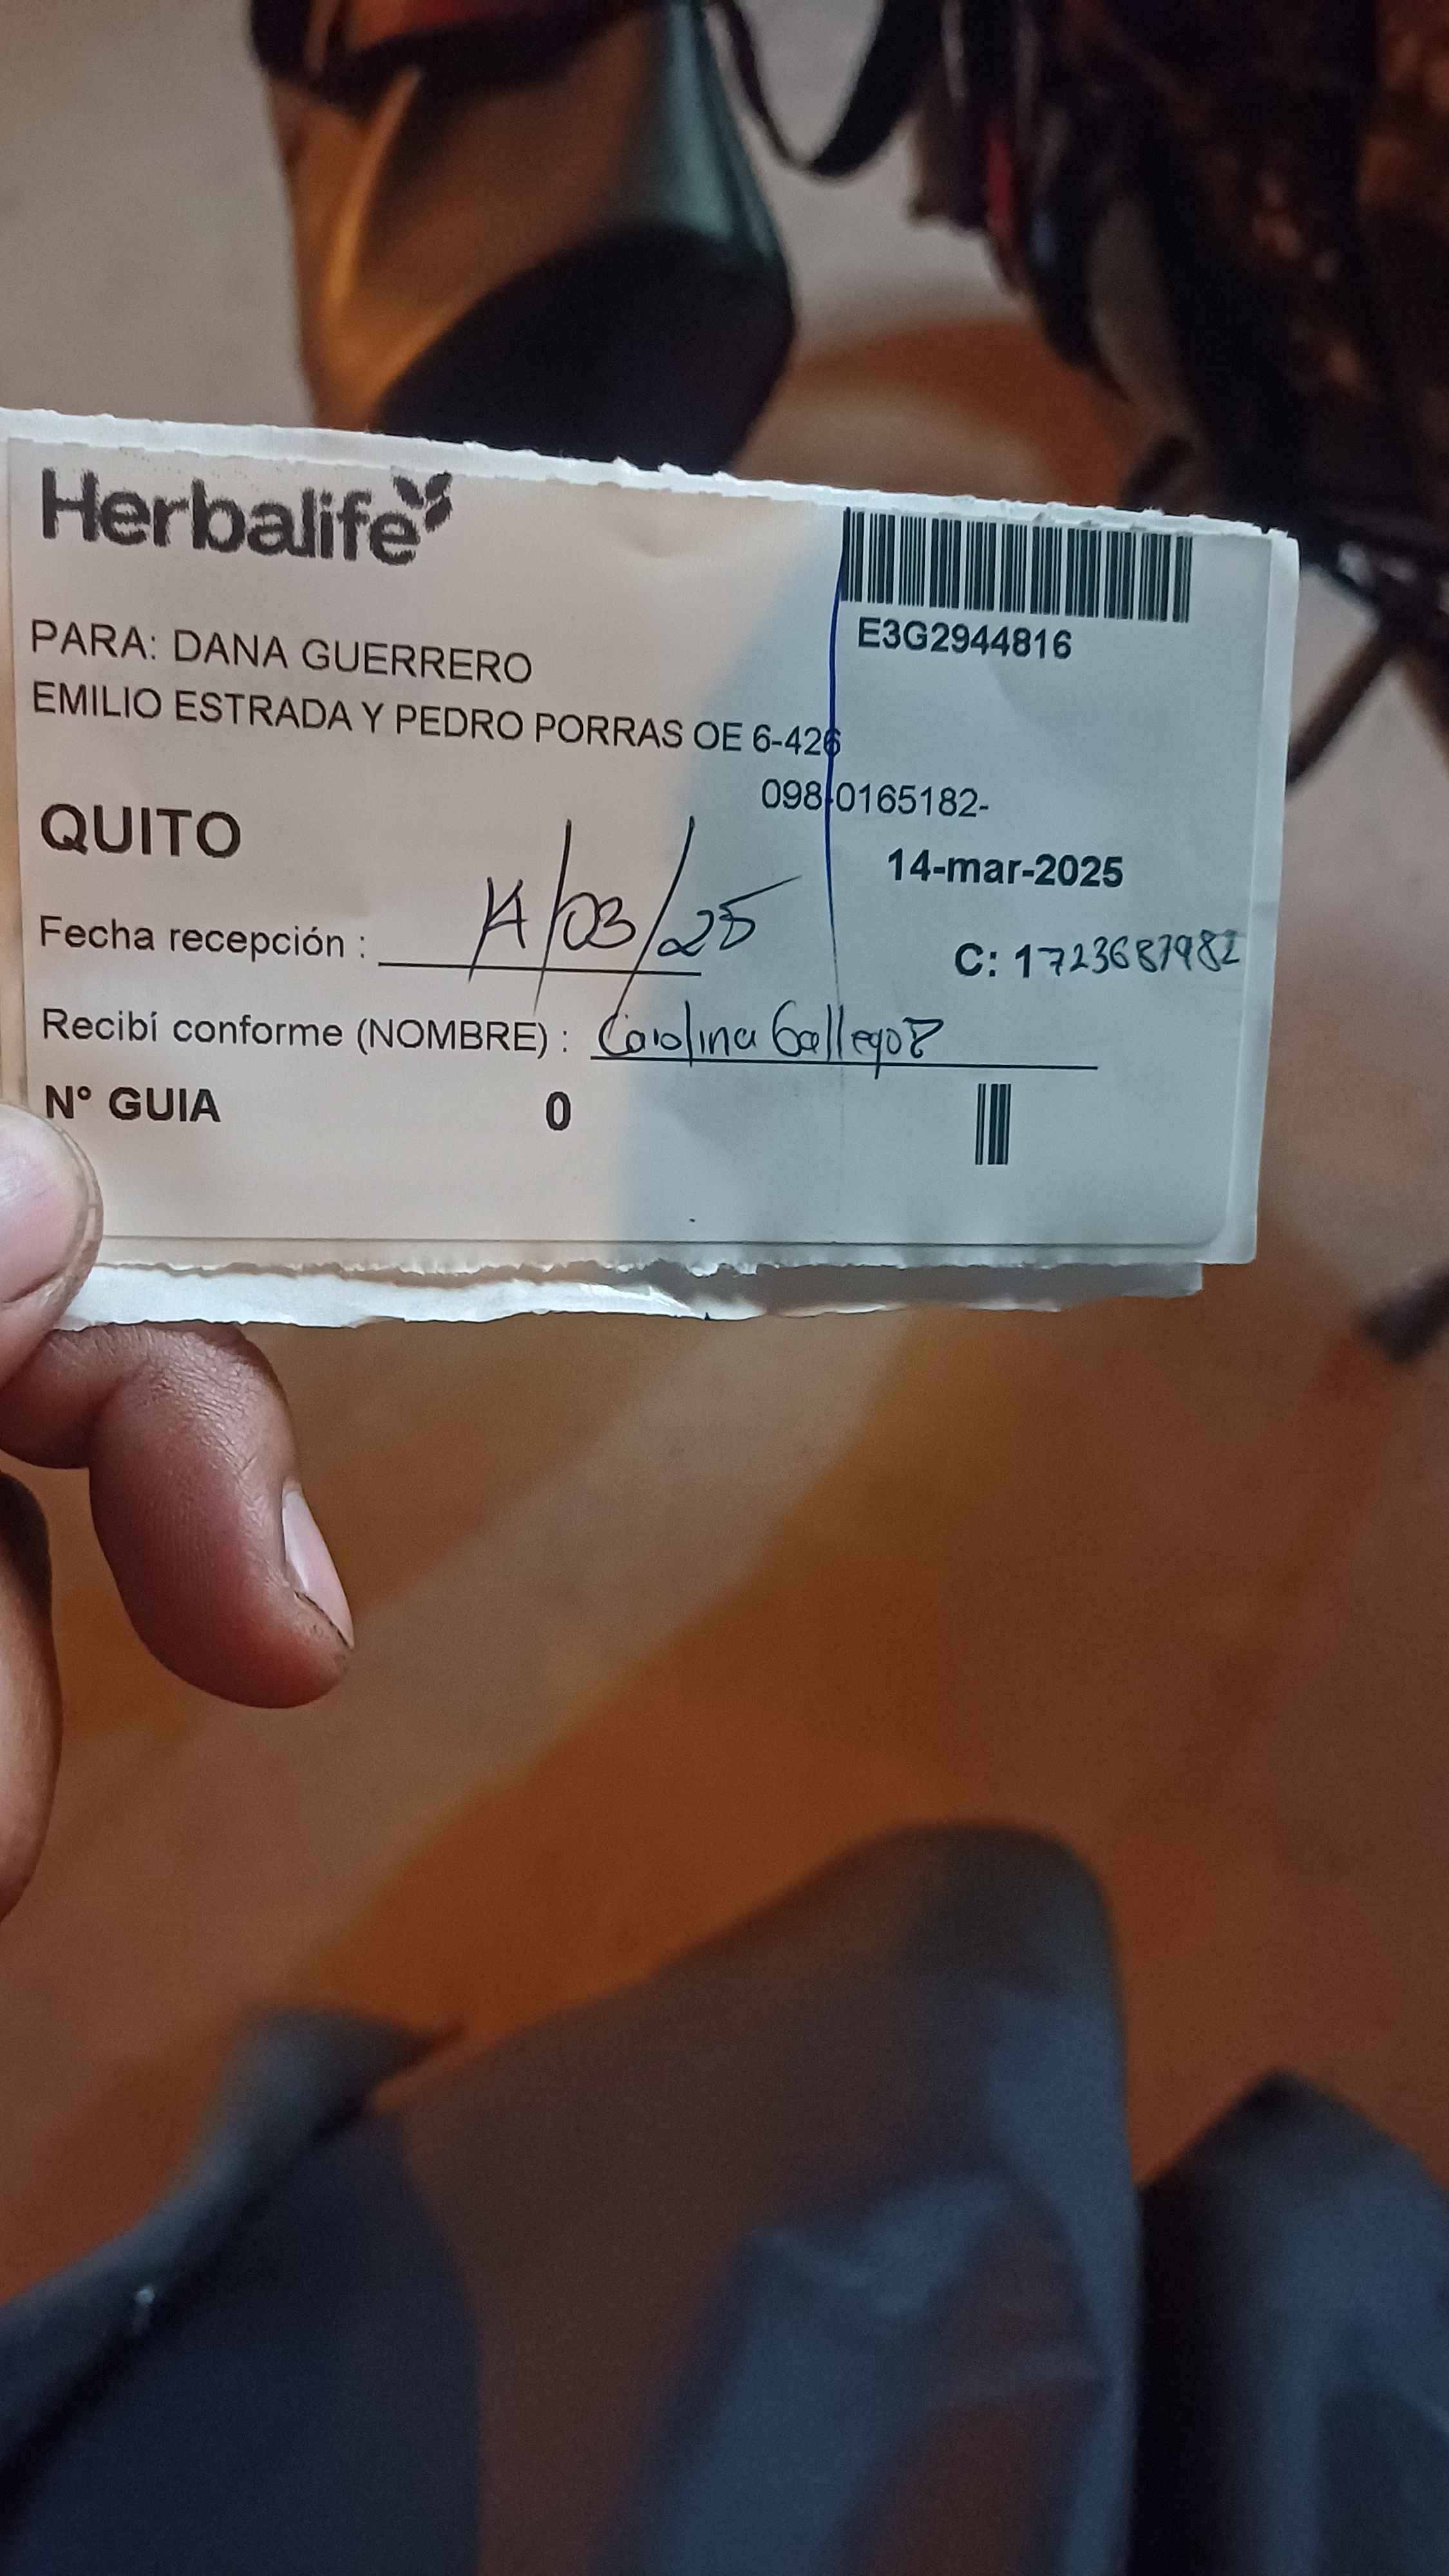 Herbalife
E3G2944816
PARA: DANA GUERRERO
EMILIO ESTRADA Y PEDRO PORRAS OE 6-426
098-0165182-
QUITO
14-mar-2025
Fecha recepción : 14/03/25
C: 1723687982
Recibí conforme (NOMBRE) : Carolina Gallegos
N° GUIA 0